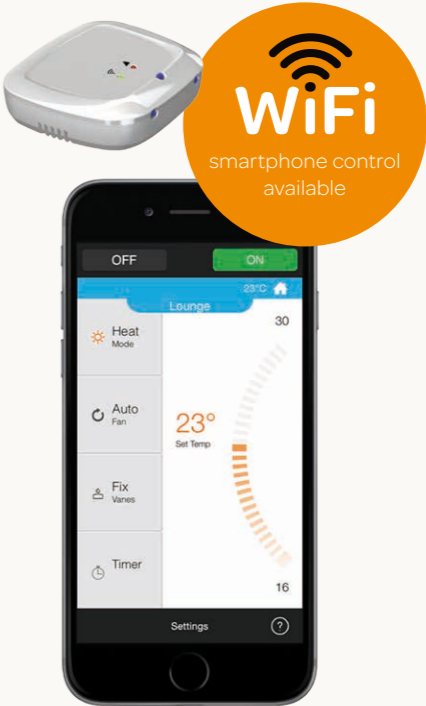 WiFi
smartphone control
available
OFF
ON
23°C
Lounge
30
Heat
Mode
Auto
Fan
23°
Set Temp
Fix
Vanes
Timer
16
Settings
?